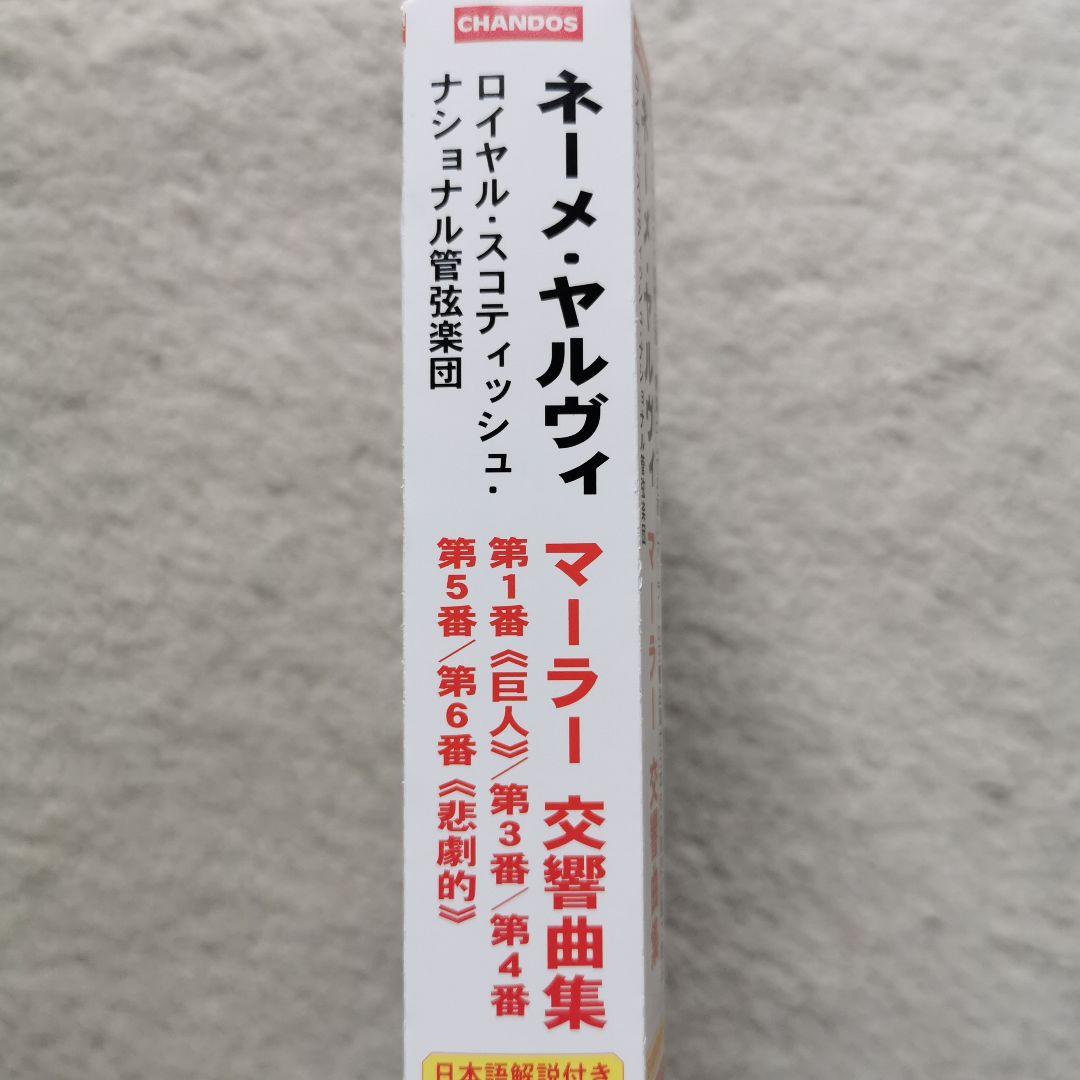 CHANDOS
ネーメ・ヤルヴィ
ロイヤル・スコティッシュ・
ナショナル管弦楽団
マーラー 交響曲集
第1番《巨人》/第3番/第4番
第5番/第6番《悲劇的》
日本語解説付き